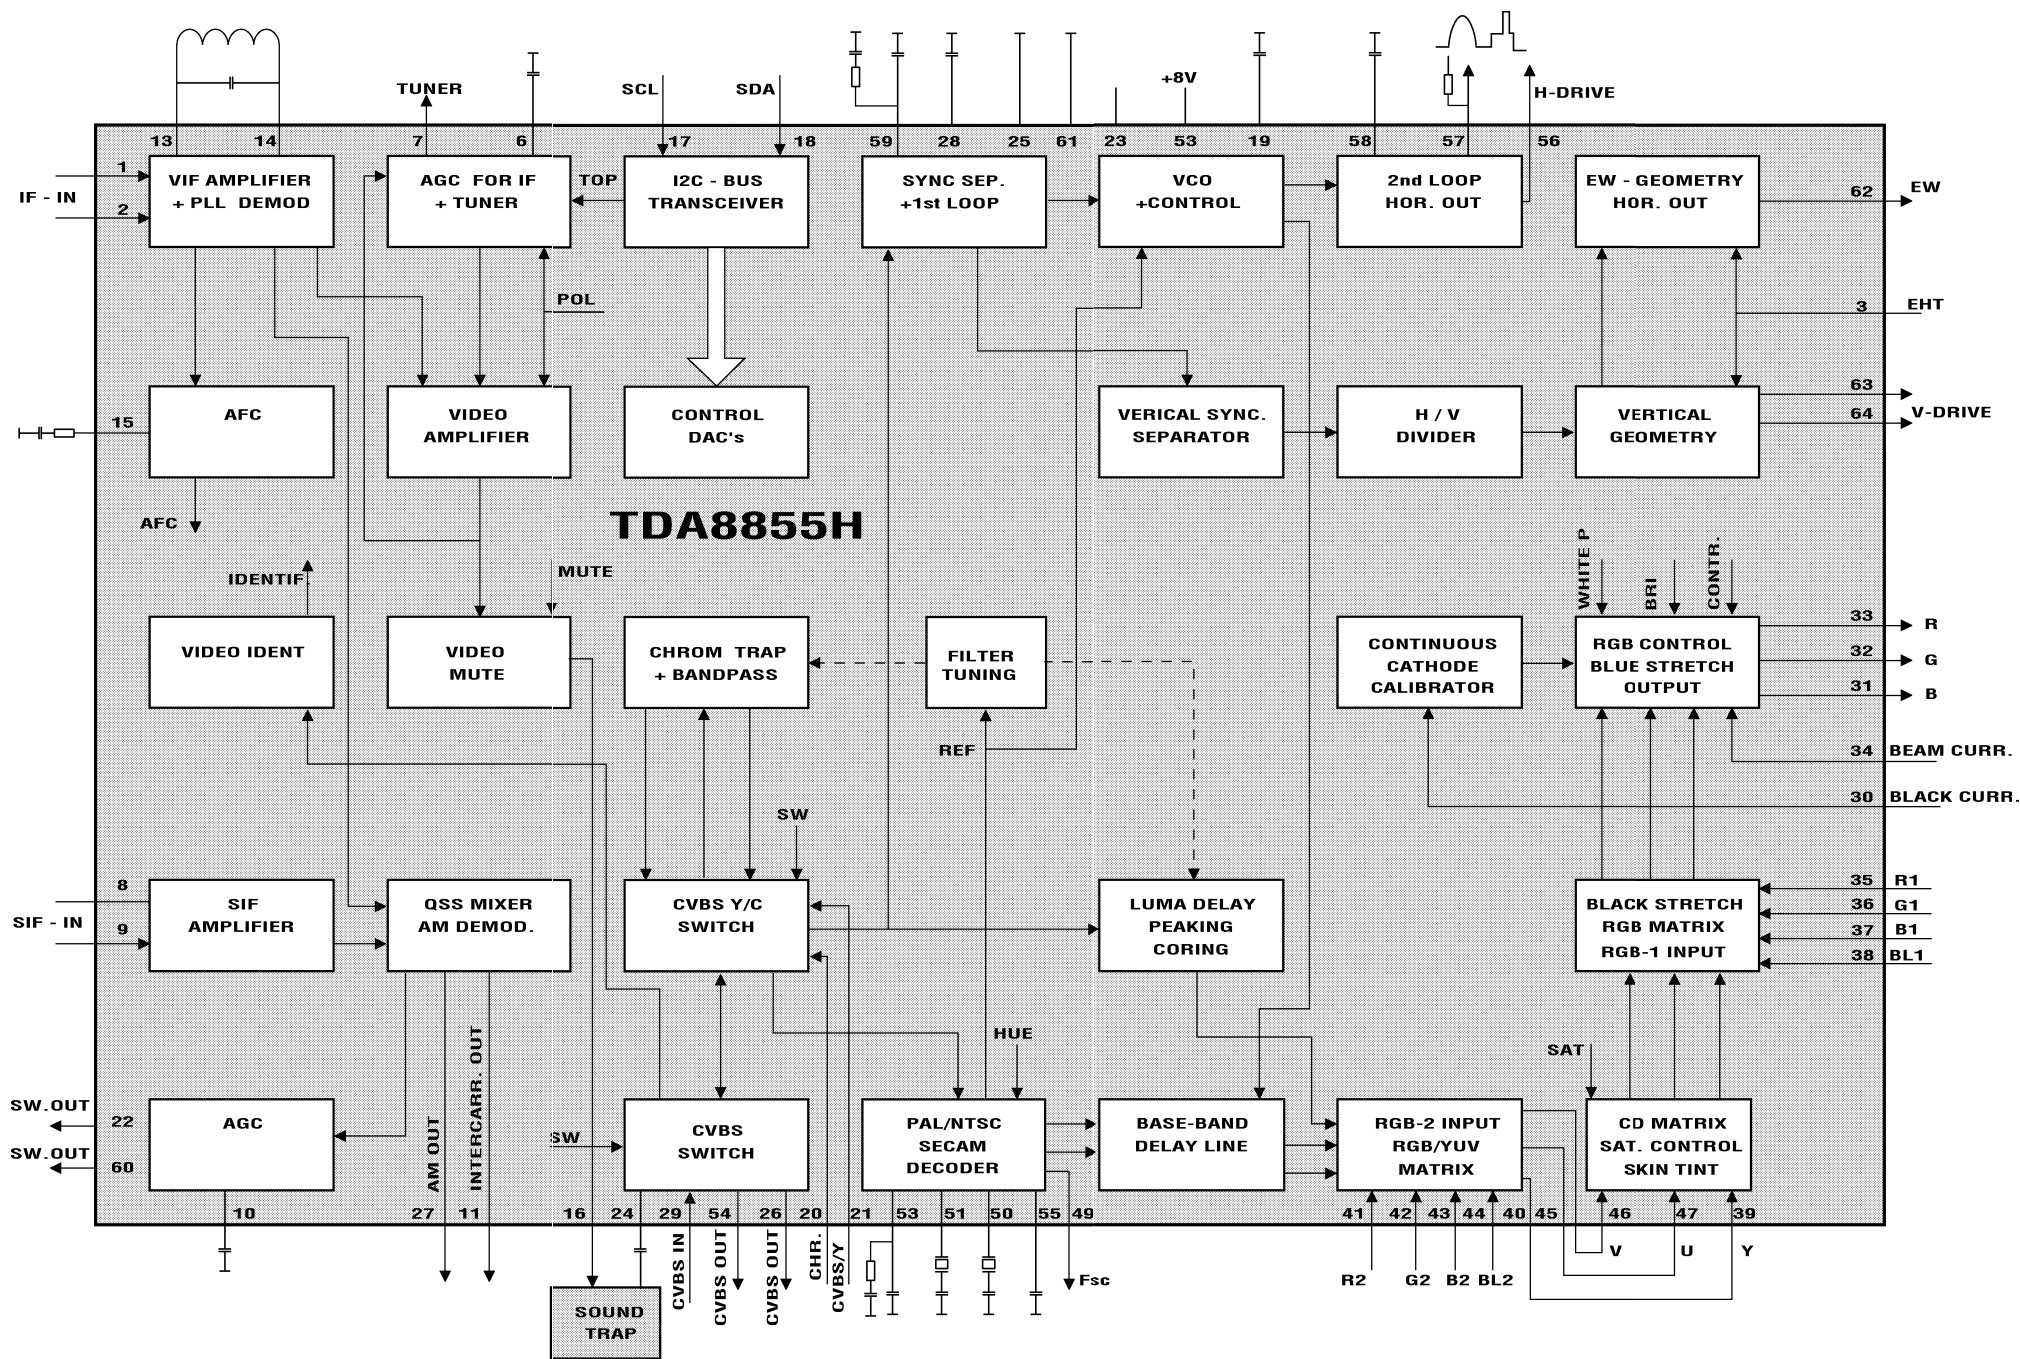 +8V
TUNER
SCL
SDA
H-DRIVE
13
14
7
6
17
18
59
28
25
61
23
53
19
58
57
56
IF - IN
1
2
VIF AMPLIFIER
+ PLL DEMOD
AGC FOR IF
+ TUNER
TOP
I2C - BUS
TRANSCEIVER
SYNC SEP.
+1st LOOP
VCO
+CONTROL
2nd LOOP
HOR. OUT
EW - GEOMETRY
HOR. OUT
62
EW
POL
3
EHT
15
AFC
VIDEO
AMPLIFIER
CONTROL
DAC's
VERICAL SYNC.
SEPARATOR
H / V
DIVIDER
VERTICAL
GEOMETRY
63
64
V-DRIVE
AFC
TDA8855H
IDENTIF.
MUTE
WHITE P
BRI
CONTR.
VIDEO IDENT
VIDEO
MUTE
CHROM TRAP
+ BANDPASS
FILTER
TUNING
CONTINUOUS
CATHODE
CALIBRATOR
RGB CONTROL
BLUE STRETCH
OUTPUT
33
R
32
G
31
B
REF
34
BEAM CURR.
30
BLACK CURR.
SW
SIF - IN
8
9
SIF
AMPLIFIER
QSS MIXER
AM DEMOD.
CVBS Y/C
SWITCH
LUMA DELAY
PEAKING
CORING
BLACK STRETCH
RGB MATRIX
RGB-1 INPUT
35
R1
36
G1
37
B1
38
BL1
HUE
SAT
SW.OUT
22
SW.OUT
60
AGC
AM OUT
INTERCARR. OUT
SW
CVBS
SWITCH
PAL/NTSC
SECAM
DECODER
BASE-BAND
DELAY LINE
RGB-2 INPUT
RGB/YUV
MATRIX
CD MATRIX
SAT. CONTROL
SKIN TINT
10
27
11
16
24
29
54
26
20
21
53
51
50
55
49
41
42
43
44
40
45
46
47
39
CVBS IN
CVBS OUT
CVBS OUT
CHR.
CVBS/Y
Fsc
R2
G2
B2
BL2
V
U
Y
SOUND
TRAP